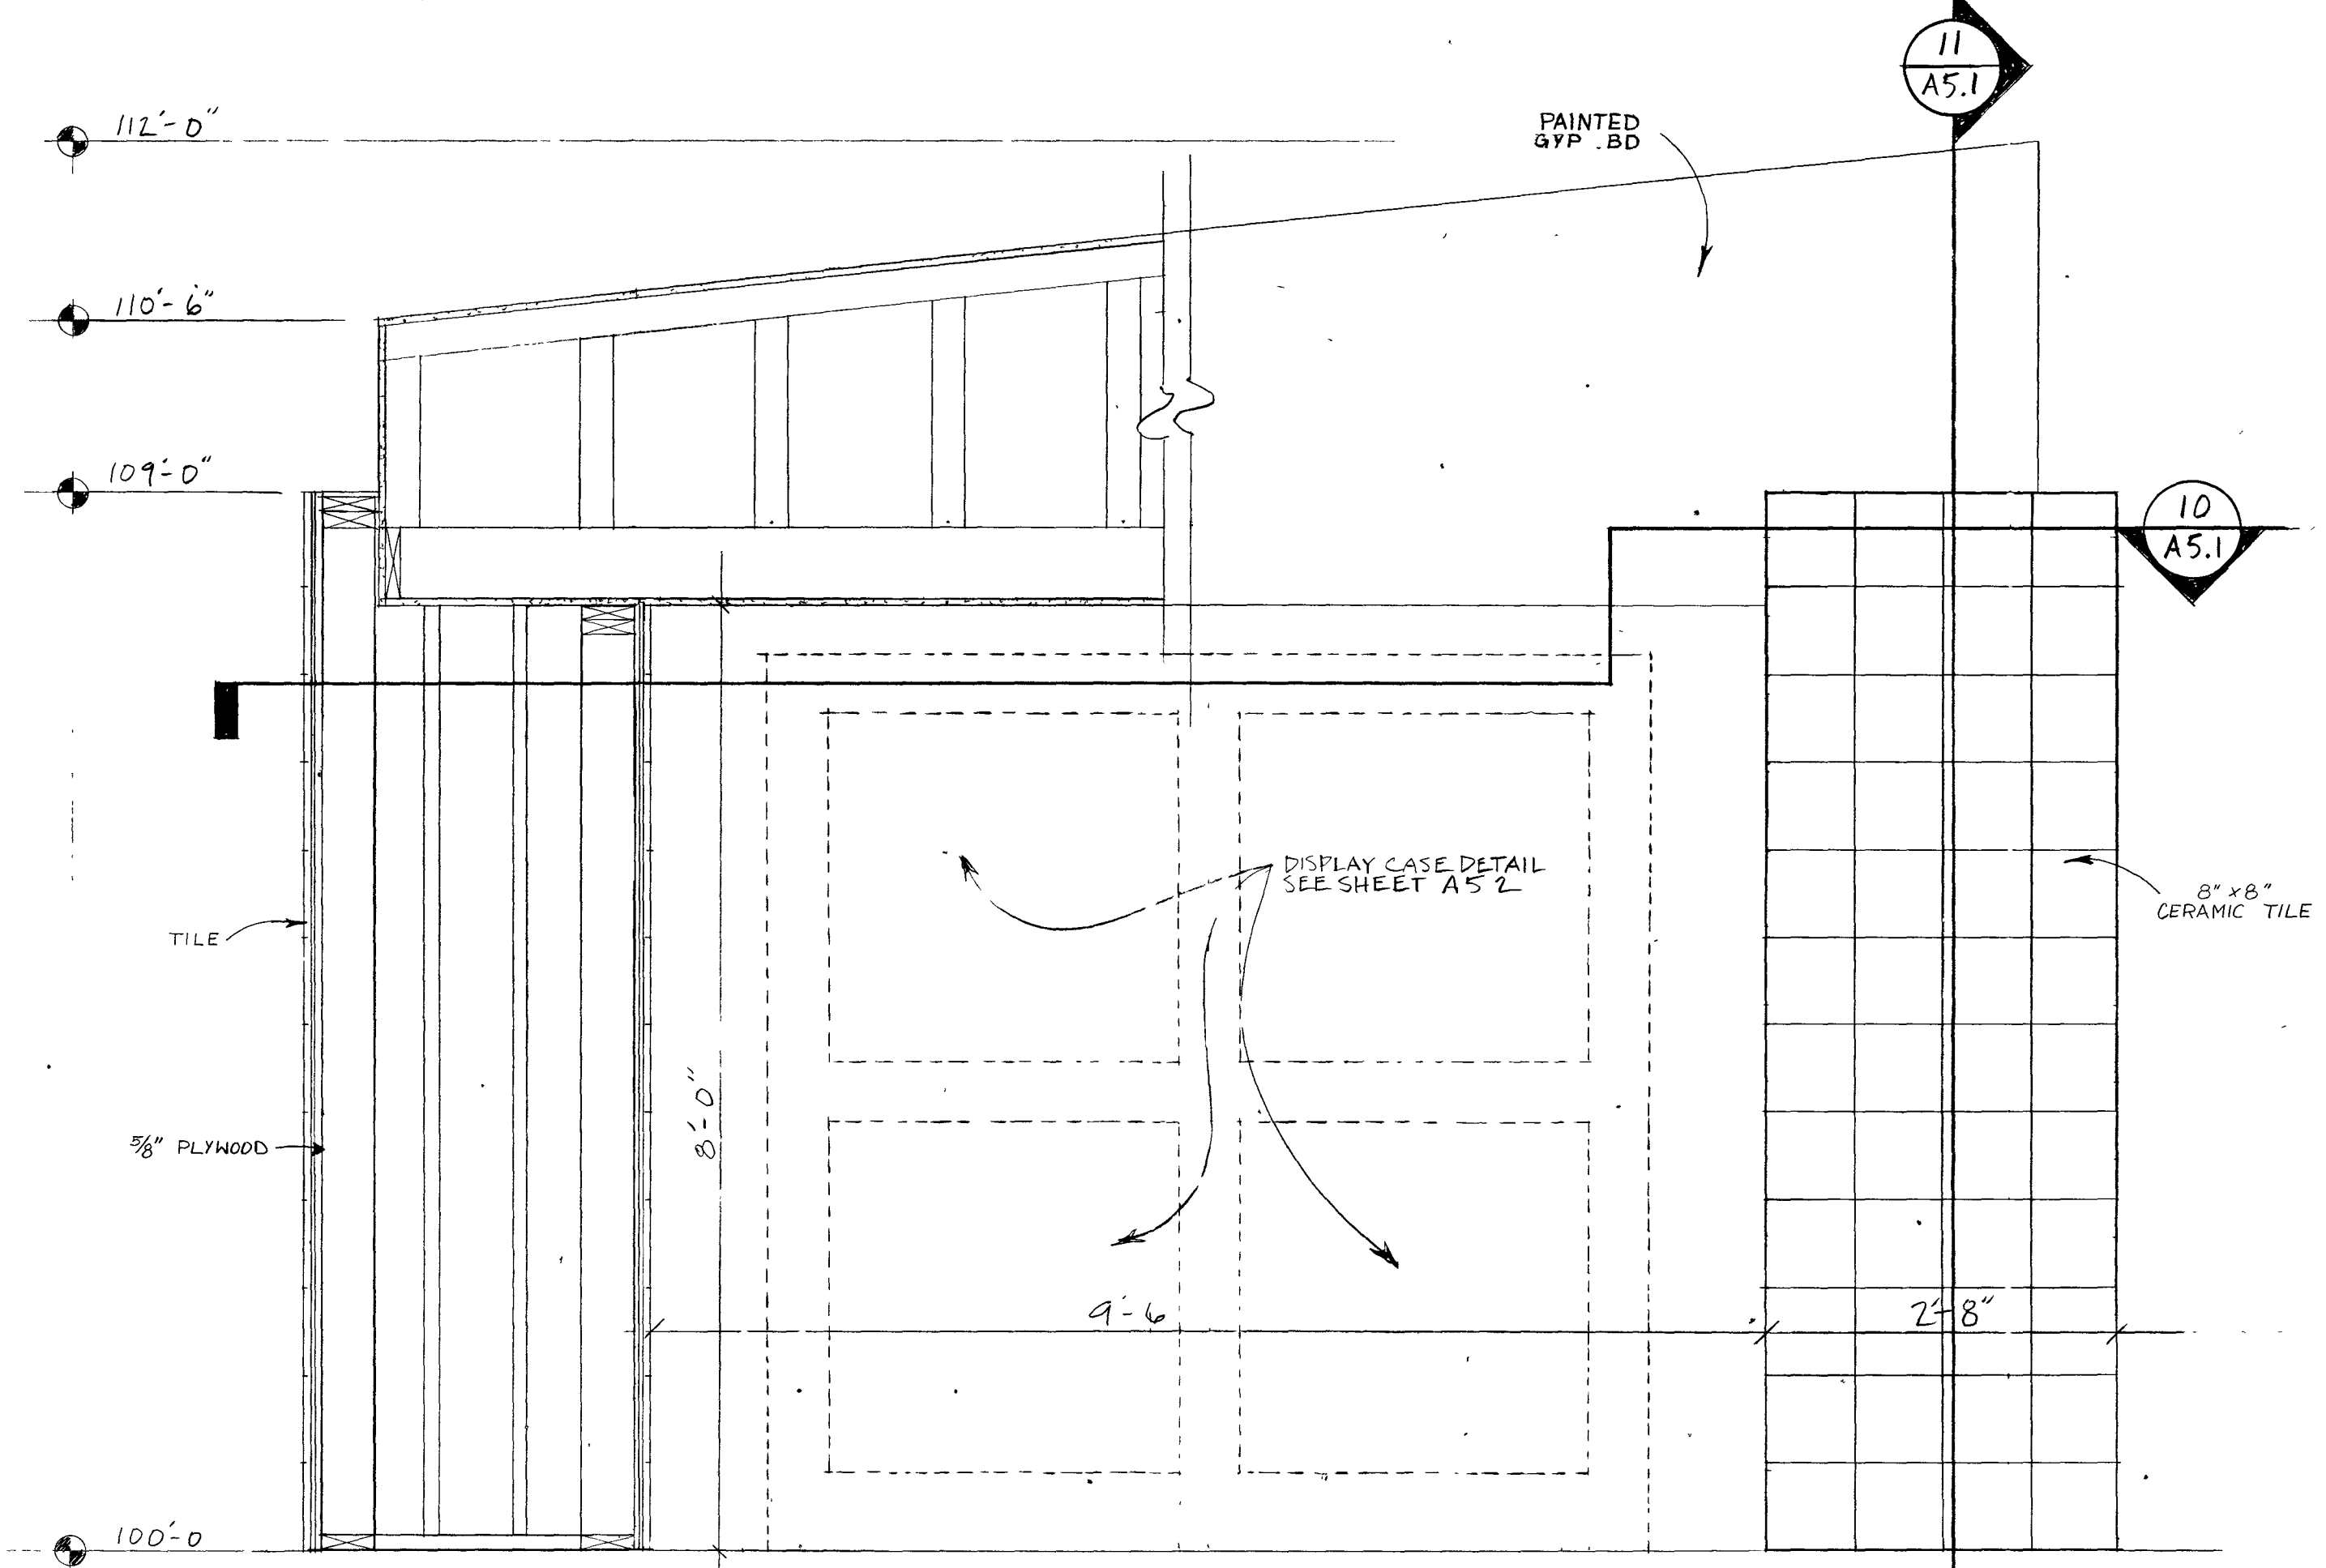 11
A5.1
112'-0"
PAINTED
GYP .BD
110'-6"
109'-0"
10
A5.1
DISPLAY CASE DETAIL
SEE SHEET A5 2
8" x 8"
CERAMIC TILE
TILE
8'-0"
5/8" PLYWOOD
9'-6
2'-8"
100'-0